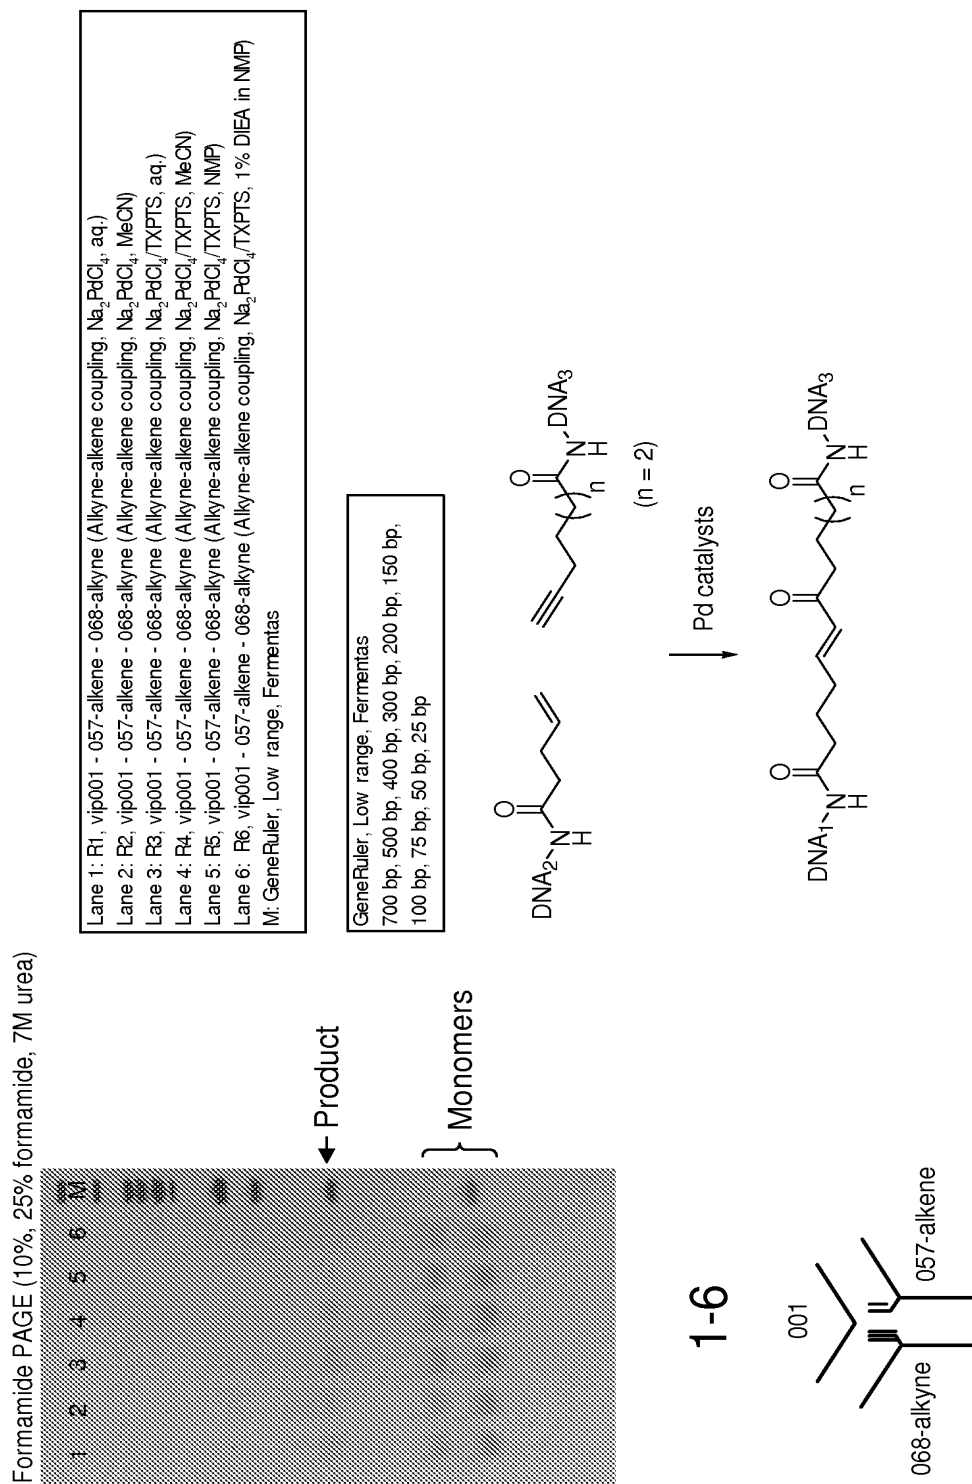 Formamide PAGE (10%, 25% formamide, 7M urea)
1 2 3 4 5 6 M
← Product
Monomers
1-6
001
068-alkyne
057-alkene
Lane 1: R1, vip001 - 057-alkene - 068-alkyne (Alkyne-alkene coupling, Na2PdCl4, aq.)
Lane 2: R2, vip001 - 057-alkene - 068-alkyne (Alkyne-alkene coupling, Na2PdCl4, MeCN)
Lane 3: R3, vip001 - 057-alkene - 068-alkyne (Alkyne-alkene coupling, Na2PdCl4/TXPTS, aq.)
Lane 4: R4, vip001 - 057-alkene - 068-alkyne (Alkyne-alkene coupling, Na2PdCl4/TXPTS, MeCN)
Lane 5: R5, vip001 - 057-alkene - 068-alkyne (Alkyne-alkene coupling, Na2PdCl4/TXPTS, NMP)
Lane 6: R6, vip001 - 057-alkene - 068-alkyne (Alkyne-alkene coupling, Na2PdCl4/TXPTS, 1% DIEA in NMP)
M: GeneRuler, Low range, Fermentas
GeneRuler, Low range, Fermentas
700 bp, 500 bp, 400 bp, 300 bp, 200 bp, 150 bp,
100 bp, 75 bp, 50 bp, 25 bp
DNA2 N H O
O N H DNA3 n
(n = 2)
Pd catalysts
DNA1 N H O O O N H DNA3 n